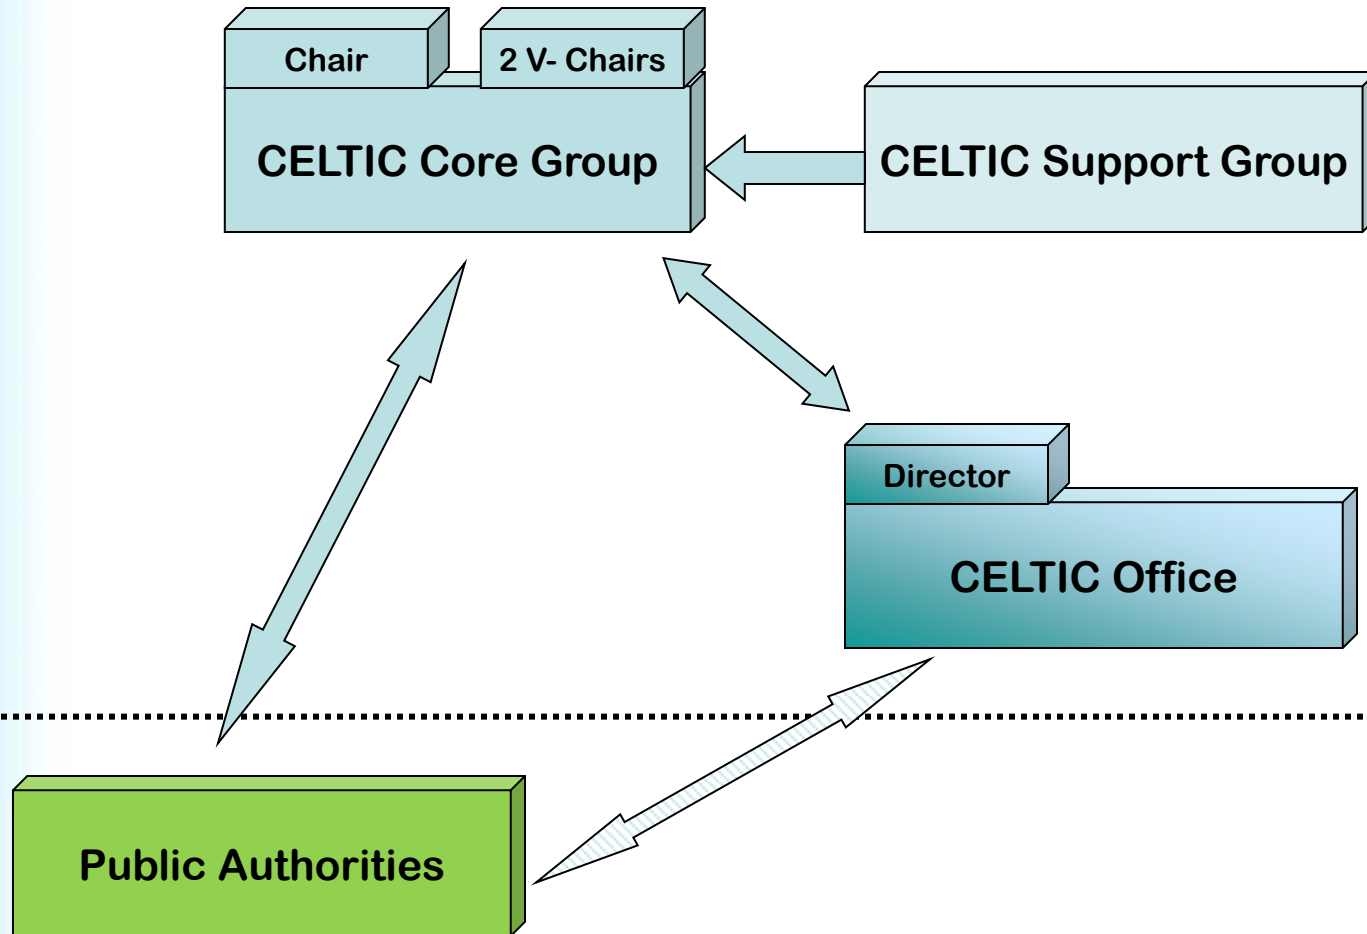 Chair
2 V- Chairs
CELTIC Core Group
CELTIC Support Group
Director
CELTIC Office
Public Authorities